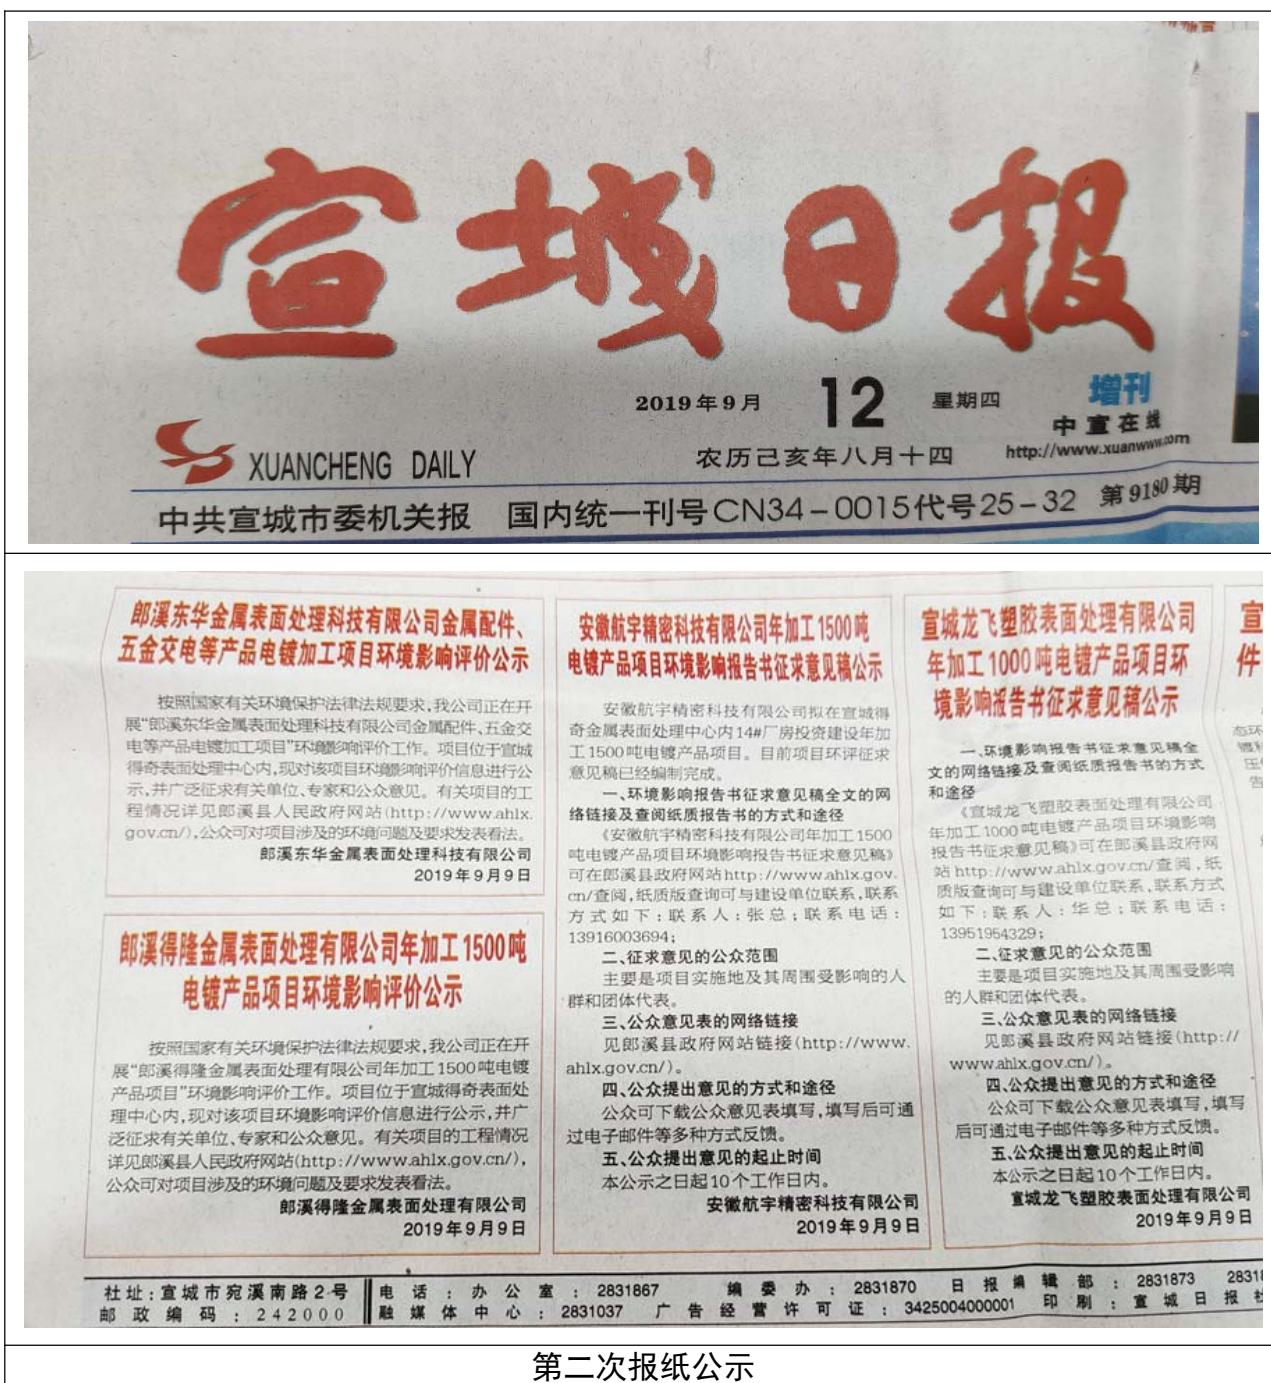 宣城日报
2019年9月 12 星期四
增刊
中宣在线
http://www.xuanwww.com
农历己亥年八月十四
XUANCHENG DAILY
中共宣城市委机关报 国内统一刊号CN34-0015代号25-32 第9180期
郎溪东华金属表面处理科技有限公司金属配件、
五金交电等产品电镀加工项目环境影响评价公示
按照国家有关环境保护法律法规要求,我公司正在开
展“郎溪东华金属表面处理科技有限公司金属配件、五金交
电等产品电镀加工项目”环境影响评价工作。项目位于宣城
得奇表面处理中心内,现对该项目环境影响评价信息进行公
示,并广泛征求有关单位、专家和公众意见。有关项目的工
程情况详见郎溪县人民政府网站(http://www.ahlx.
gov.cn/),公众可对项目涉及的环境问题及要求发表看法。
郎溪东华金属表面处理科技有限公司
2019年9月9日
郎溪得隆金属表面处理有限公司年加工1500吨
电镀产品项目环境影响评价公示
按照国家有关环境保护法律法规要求,我公司正在开
展“郎溪得隆金属表面处理有限公司年加工1500吨电镀
产品项目”环境影响评价工作。项目位于宣城得奇表面处
理中心内,现对该项目环境影响评价信息进行公示,并广
泛征求有关单位、专家和公众意见。有关项目的工程情况
详见郎溪县人民政府网站(http://www.ahlx.gov.cn/),
公众可对项目涉及的环境问题及要求发表看法。
郎溪得隆金属表面处理有限公司
2019年9月9日
安徽航宇精密科技有限公司年加工1500吨
电镀产品项目环境影响报告书征求意见稿公示
安徽航宇精密科技有限公司拟在宣城得
奇金属表面处理中心内14#厂房投资建设年加
工1500吨电镀产品项目。目前项目环评征求
意见稿已经编制完成。
一、环境影响报告书征求意见稿全文的网
络链接及查阅纸质报告书的方式和途径
《安徽航宇精密科技有限公司年加工1500
吨电镀产品项目环境影响报告书征求意见稿》
可在郎溪县政府网站http://www.ahlx.gov.
cn/查阅,纸质版查询可与建设单位联系,联系
方式如下:联系人:张总;联系电话:
13916003694;
二、征求意见的公众范围
主要是项目实施地及其周围受影响的人
群和团体代表。
三、公众意见表的网络链接
见郎溪县政府网站链接(http://www.
ahlx.gov.cn/)。
四、公众提出意见的方式和途径
公众可下载公众意见表填写,填写后可通
过电子邮件等多种方式反馈。
五、公众提出意见的起止时间
本公示之日起10个工作日内。
安徽航宇精密科技有限公司
2019年9月9日
宣城龙飞塑胶表面处理有限公司
年加工1000吨电镀产品项目环
境影响报告书征求意见稿公示
一、环境影响报告书征求意见稿全
文的网络链接及查阅纸质报告书的方式
和途径
《宣城龙飞塑胶表面处理有限公司
年加工1000吨电镀产品项目环境影响
报告书征求意见稿》可在郎溪县政府网
站http://www.ahlx.gov.cn/查阅,纸
质版查询可与建设单位联系,联系方式
如下:联系人:华总;联系电话:
13951954329;
二、征求意见的公众范围
主要是项目实施地及其周围受影响
的人群和团体代表。
三、公众意见表的网络链接
见郎溪县政府网站链接(http://
www.ahlx.gov.cn/)。
四、公众提出意见的方式和途径
公众可下载公众意见表填写,填写
后可通过电子邮件等多种方式反馈。
五、公众提出意见的起止时间
本公示之日起10个工作日内。
宣城龙飞塑胶表面处理有限公司
2019年9月9日
宣
件
社址:宣城市宛溪南路2号 电话:办公室:2831867 编委办:2831870 日报编辑部:2831873
邮政编码:242000 融媒体中心:2831037 广告经营许可证:3425004000001 印刷:宣城日报社
第二次报纸公示